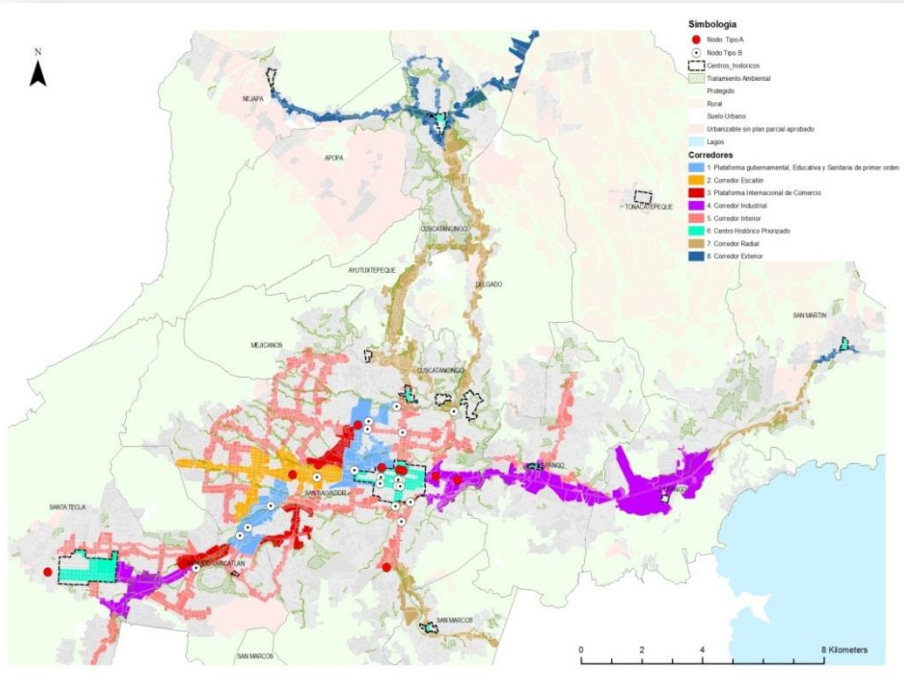 N
Simbologia
Nodo Tipo A
Nodo Tipo B
Centros_historicos
Tratamiento Ambiental
Protegido
Rural
Suelo Urbano
Urbanizable sin plan parcial aprobado
Lagos
Corredores
1. Plataforma gubernamental, Educativa y Sanitaria de primer orden
2. Corredor Escalón
3. Plataforma Internacional de Comercio
4. Corredor Industrial
5. Corredor Interior
6. Centro Histórico Priorizado
7. Corredor Radial
8. Corredor Exterior
NEJAPA
APOPA
TONACATEPEQUE
CUSCATANCINGO
AYUTUXTEPEQUE
DELGADO
SAN MARTIN
MEJICANOS
CUSCATANCINGO
SAN SALVADOR
SANTA TECLA
CUSCATLAN
SAN MARCOS
SAN MARCOS
0 2 4 8 Kilometers